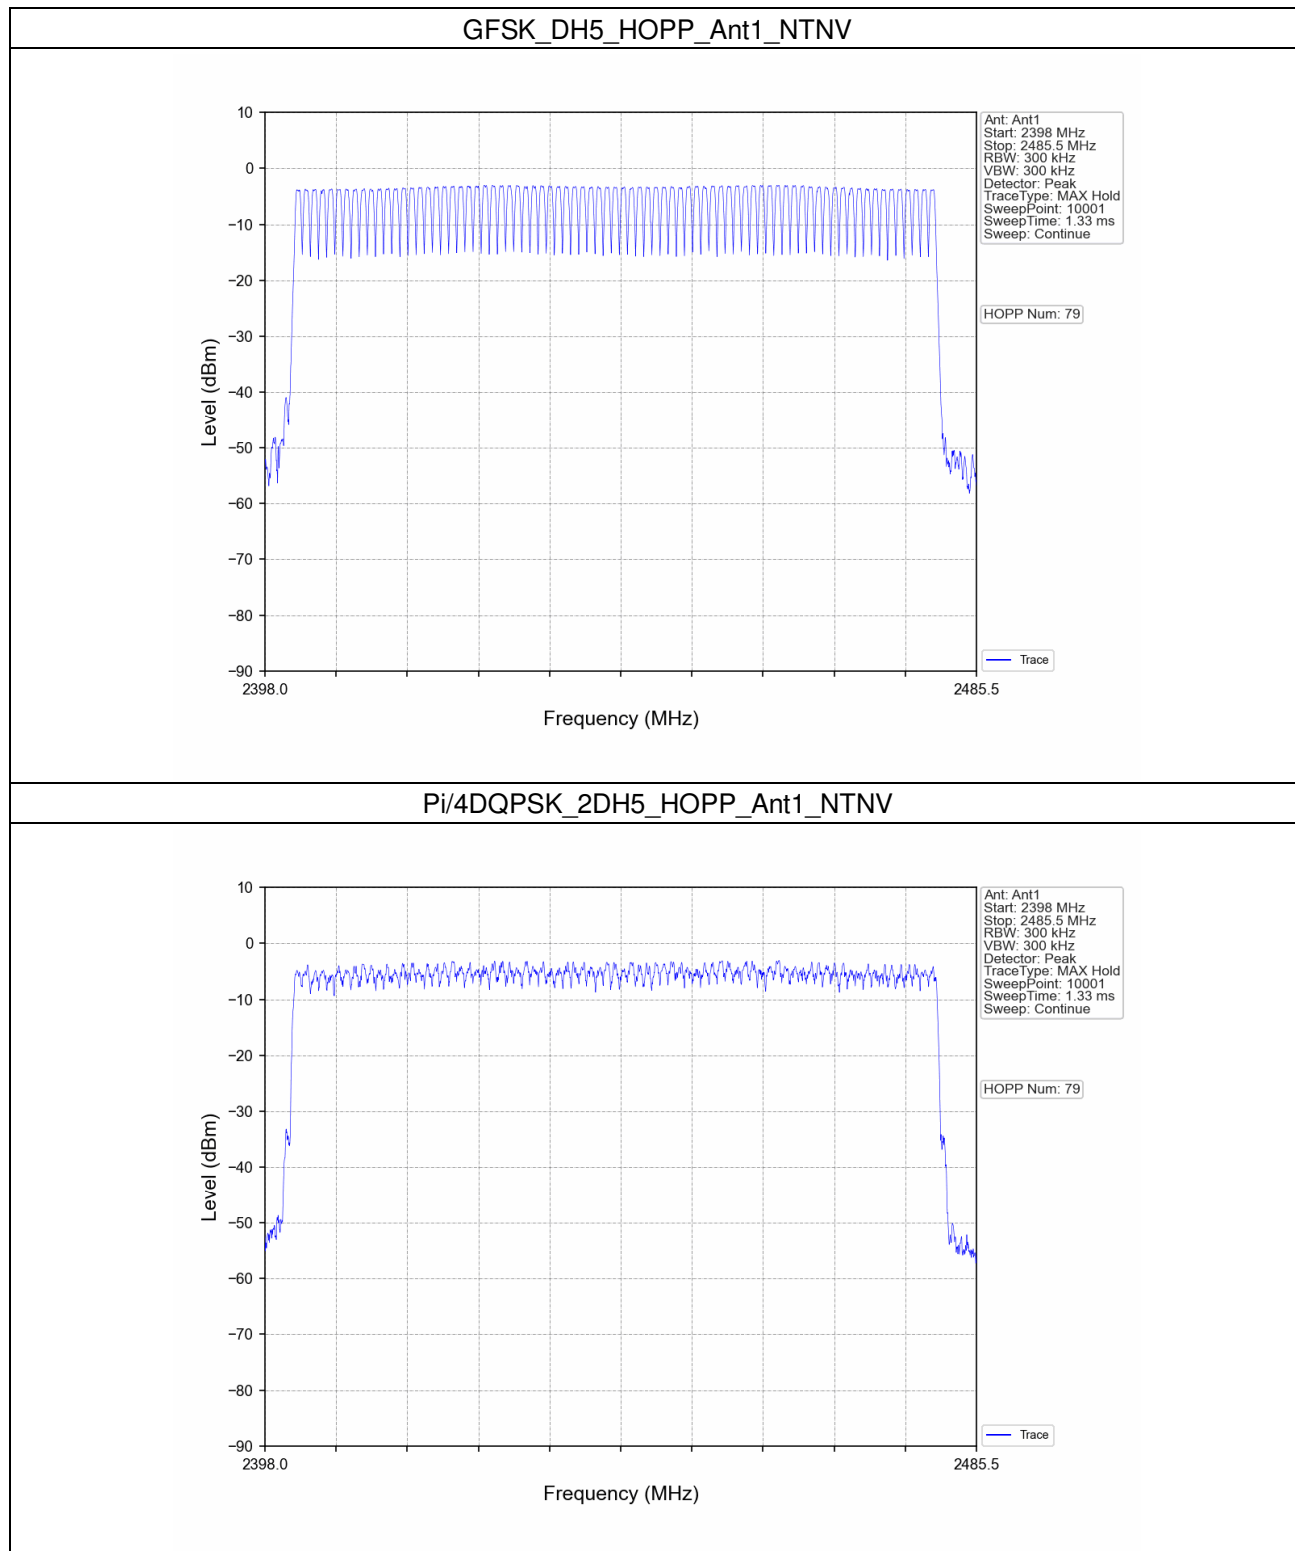 GFSK_DH5_HOPP_Ant1_NTNV
10
0
−10
−20
−30
−40
−50
−60
−70
−80
−90
Level (dBm)
2398.0
2485.5
Frequency (MHz)
Ant: Ant1
Start: 2398 MHz
Stop: 2485.5 MHz
RBW: 300 kHz
VBW: 300 kHz
Detector: Peak
TraceType: MAX Hold
SweepPoint: 10001
SweepTime: 1.33 ms
Sweep: Continue
HOPP Num: 79
Trace
Pi/4DQPSK_2DH5_HOPP_Ant1_NTNV
10
0
−10
−20
−30
−40
−50
−60
−70
−80
−90
Level (dBm)
2398.0
2485.5
Frequency (MHz)
Ant: Ant1
Start: 2398 MHz
Stop: 2485.5 MHz
RBW: 300 kHz
VBW: 300 kHz
Detector: Peak
TraceType: MAX Hold
SweepPoint: 10001
SweepTime: 1.33 ms
Sweep: Continue
HOPP Num: 79
Trace